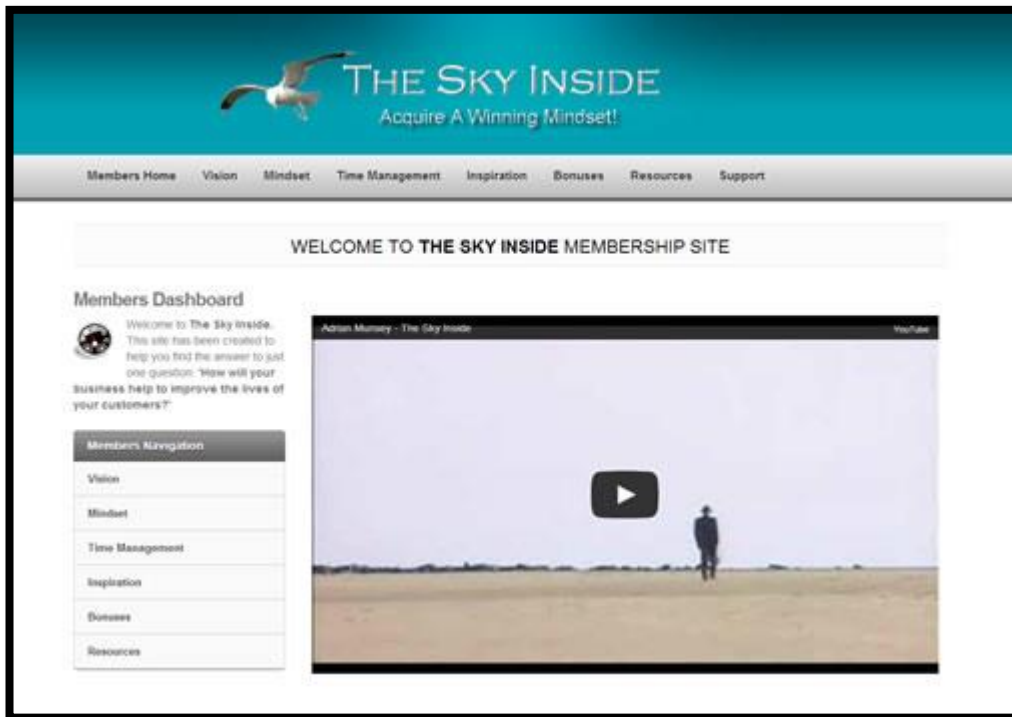 THE SKY INSIDE
Acquire A Winning Mindset!
Members Home Vision Mindset Time Management Inspiration Bonuses Resources Support
WELCOME TO THE SKY INSIDE MEMBERSHIP SITE
Members Dashboard
Welcome to The Sky Inside.
This site has been created to
help you find the answer to just
one question: "How will your
business help to improve the lives of
your customers?"
Members Navigation
Vision
Mindset
Time Management
Inspiration
Bonuses
Resources
Adrian Munsey - The Sky Inside YouTube